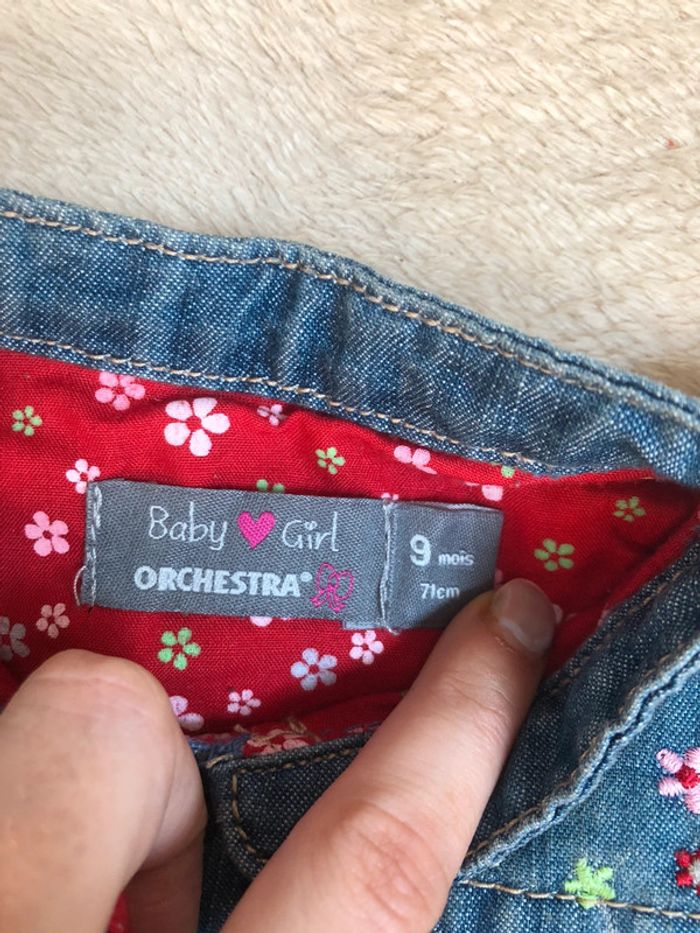 Baby Girl
ORCHESTRA®
9 mois
71cm